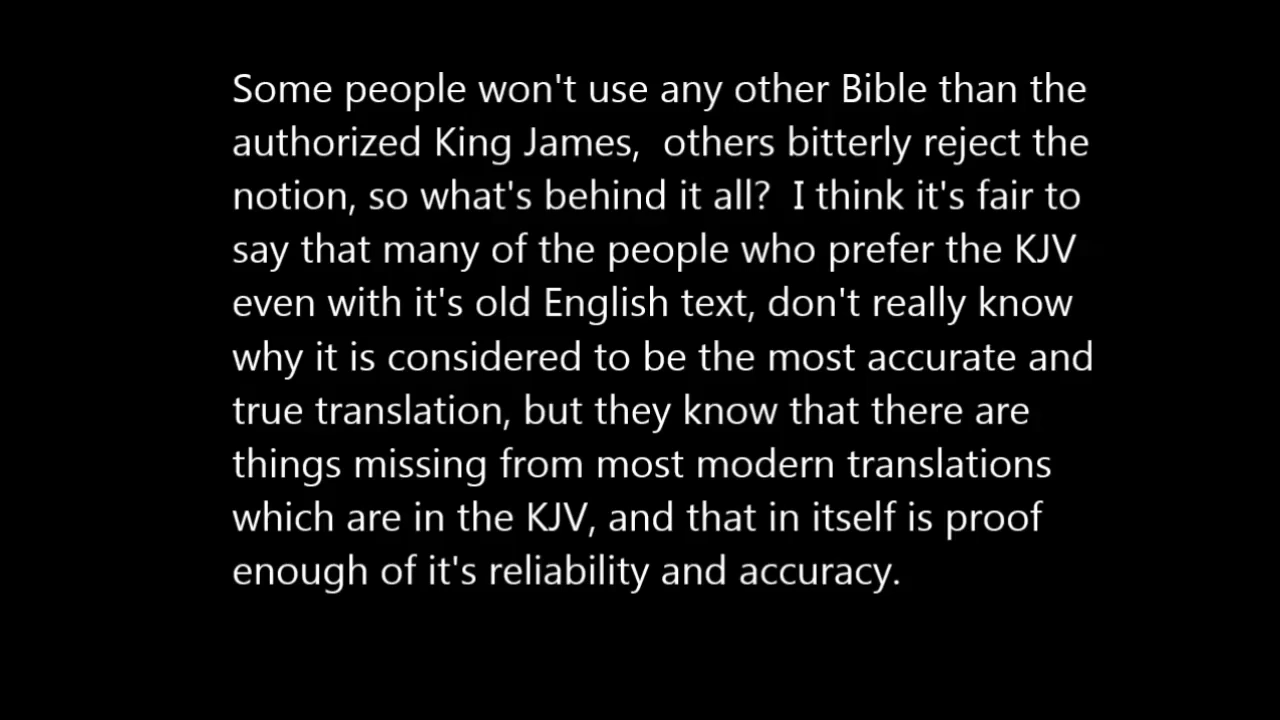 Some people won't use any other Bible than the
authorized King James,  others bitterly reject the
notion, so what's behind it all?  I think it's fair to
say that many of the people who prefer the KJV
even with it's old English text, don't really know
why it is considered to be the most accurate and
true translation, but they know that there are
things missing from most modern translations
which are in the KJV, and that in itself is proof
enough of it's reliability and accuracy.